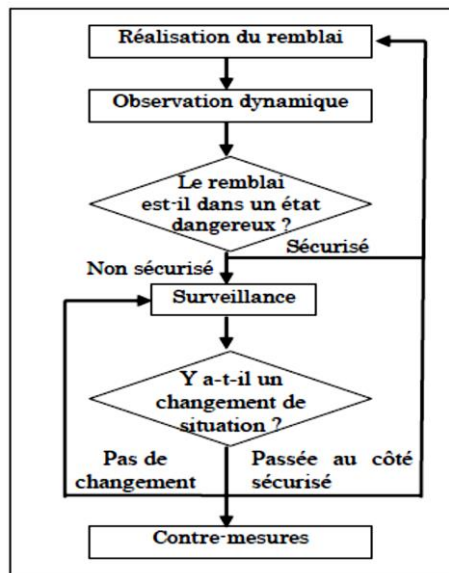 Réalisation du remblai
Observation dynamique
Le remblai
est-il dans un état
dangereux ?
Sécurisé
Non sécurisé
Surveillance
Y a-t-il un
changement de
situation ?
Pas de
changement
Passée au côté
sécurisé
Contre-mesures